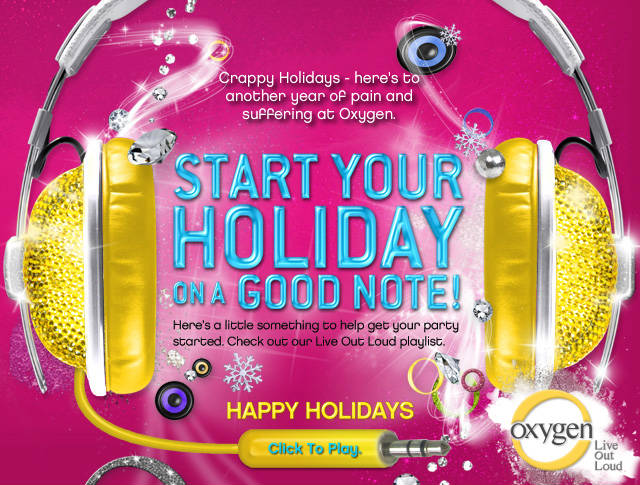 Crappy Holidays - here's to
another year of pain and
suffering at Oxygen.
START YOUR
HOLIDAY
ON A GOOD NOTE!
Here's a little something to help get your party
started. Check out our Live Out Loud playlist.
HAPPY HOLIDAYS
Click To Play.
oxygen
Live
Out
Loud